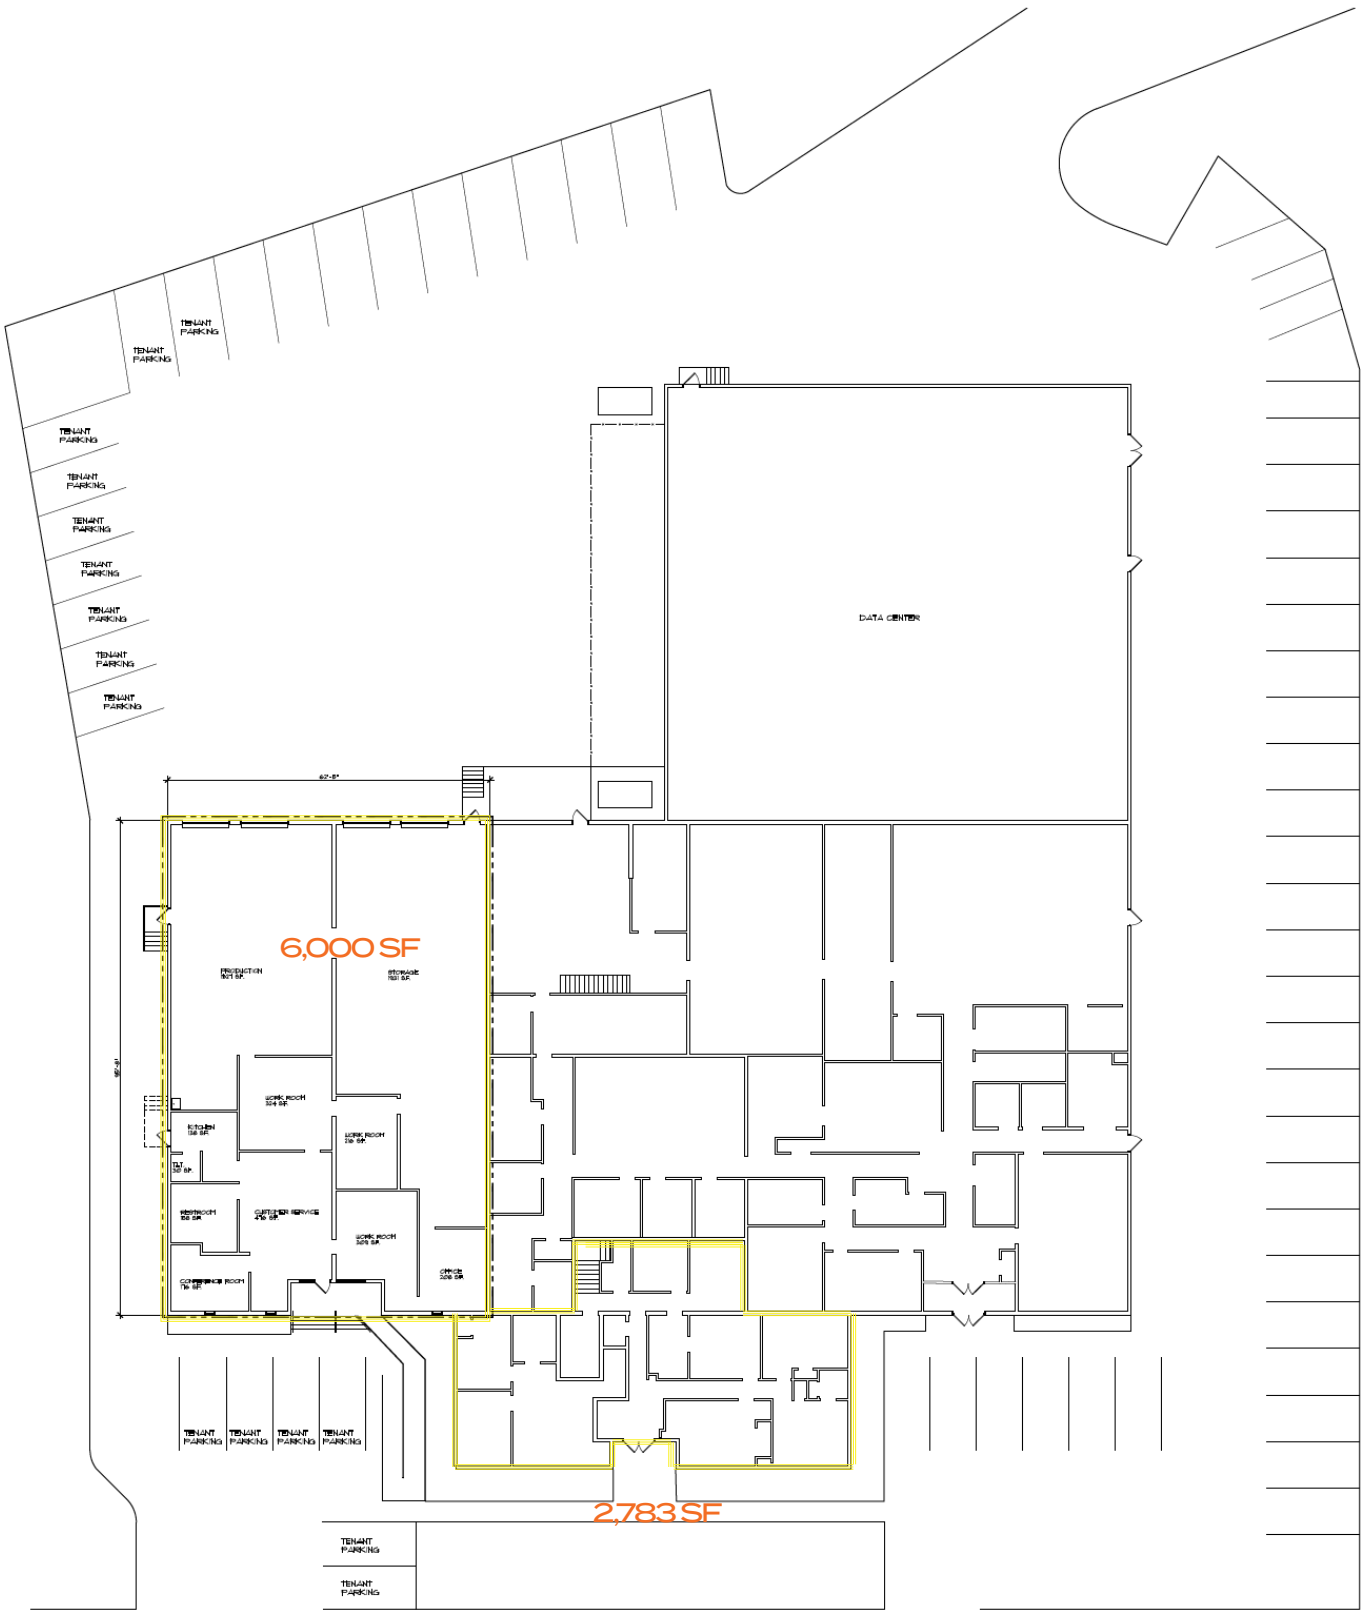 TENANT
PARKING
TENANT
PARKING
TENANT
PARKING
TENANT
PARKING
TENANT
PARKING
TENANT
PARKING
TENANT
PARKING
TENANT
PARKING
TENANT
PARKING
DATA CENTER
6,000 SF
PRODUCTION
STORAGE
WORK ROOM
KITCHEN
WORK ROOM
RESTROOM
CUSTOMER SERVICE
WORK ROOM
OFFICE
CONFERENCE ROOM
TENANT
PARKING
TENANT
PARKING
TENANT
PARKING
TENANT
PARKING
2,783 SF
TENANT
PARKING
TENANT
PARKING